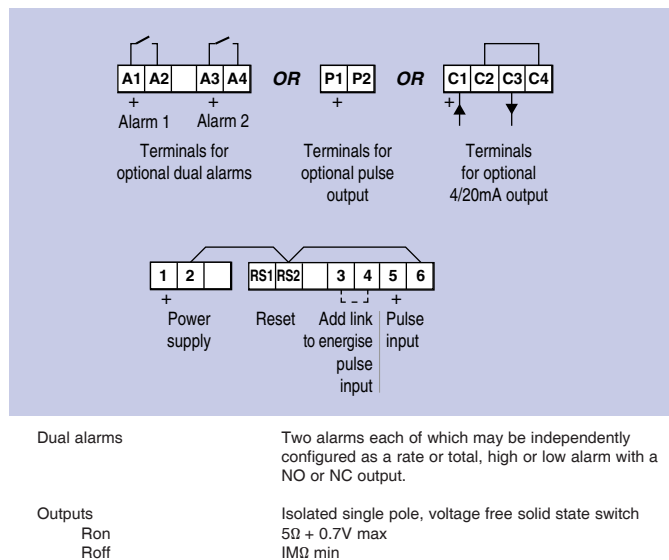 A1 A2 A3 A4 OR P1 P2 OR C1 C2 C3 C4
+ + + +
Alarm 1 Alarm 2
Terminals for Terminals for Terminals
optional dual alarms optional pulse for optional
output 4/20mA output
1 2 RS1 RS2 3 4 5 6
+ +
Power Reset Add link Pulse
supply to energise input
pulse
input
Dual alarms Two alarms each of which may be independently
configured as a rate or total, high or low alarm with a
NO or NC output.
Outputs Isolated single pole, voltage free solid state switch
Ron 5Ω + 0.7V max
Roff IMΩ min